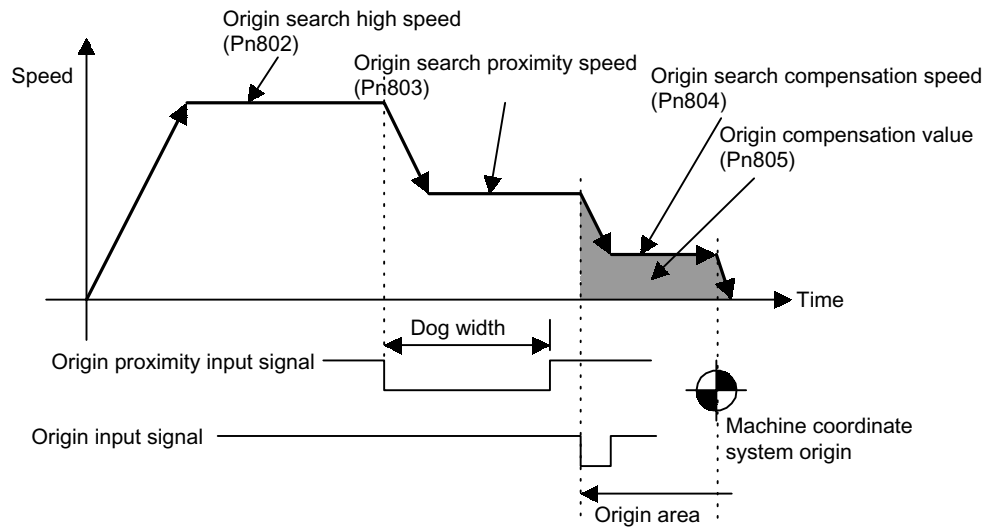 Origin search high speed
(Pn802)
Speed
Origin search proximity speed
(Pn803)
Origin search compensation speed
(Pn804)
Origin compensation value
(Pn805)
Time
Dog width
Origin proximity input signal
Origin input signal
Machine coordinate
system origin
Origin area